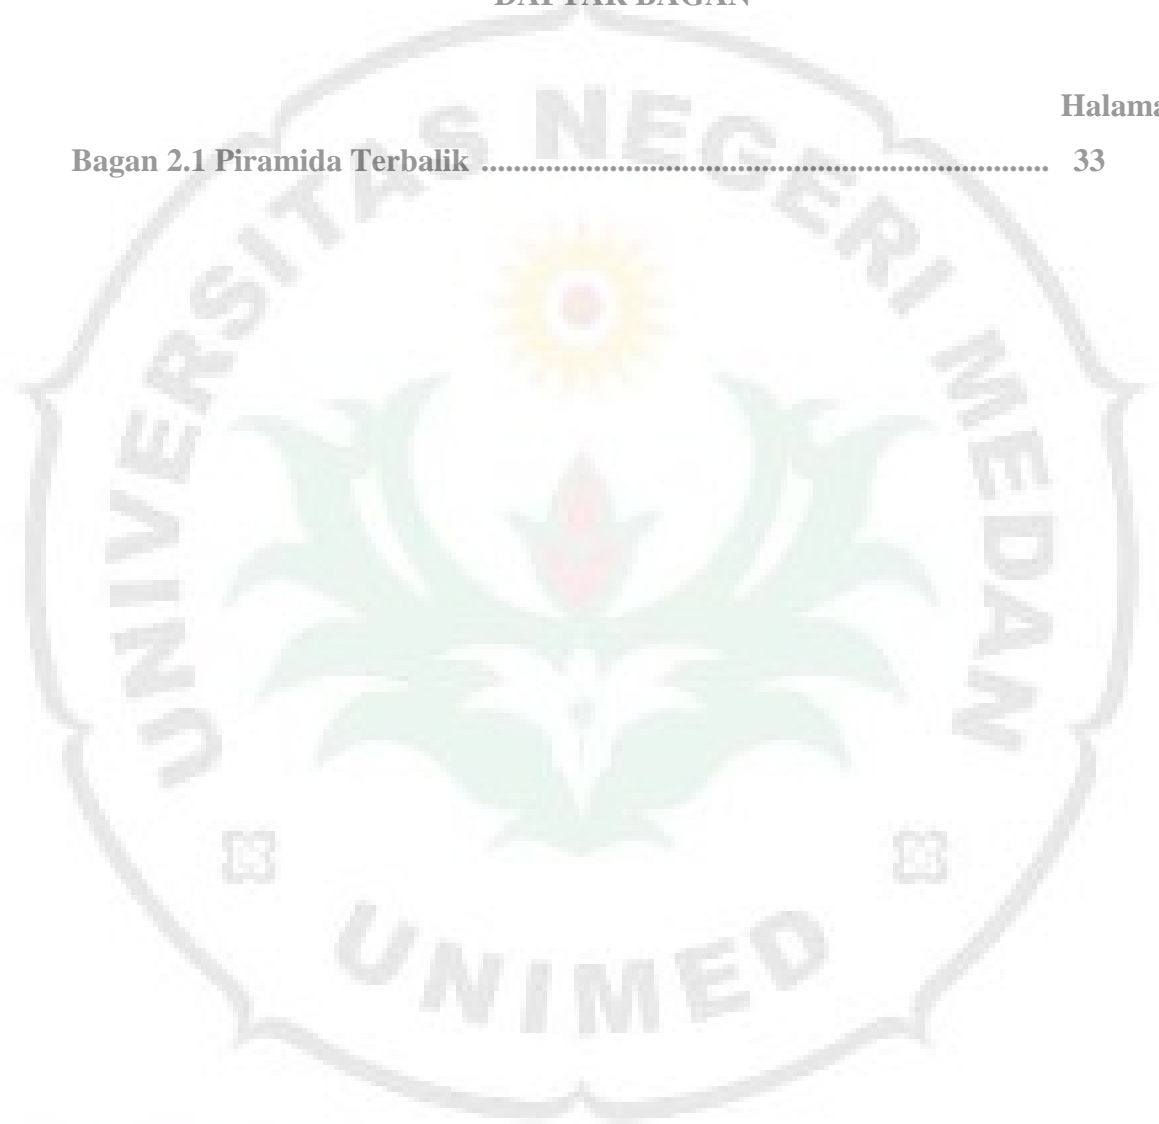 DAFTAR BAGAN
Halama
Bagan 2.1 Piramida Terbalik ....................................................................... 33
UNIVERSITAS NEGERI MEDAN
UNIMED